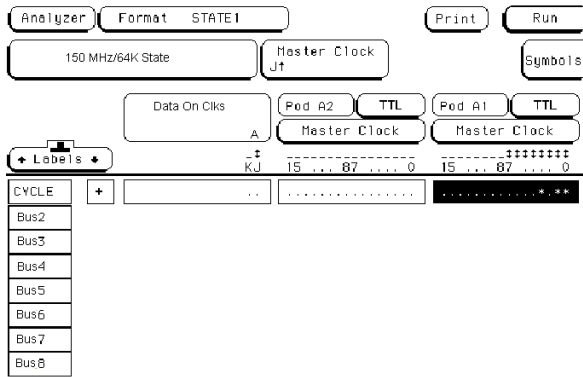 Analyzer Format STATE1 Print Run
150 MHz/64K State Master Clock J↑ Symbols
Data On Clks A Pod A2 TTL Pod A1 TTL
Master Clock Master Clock
↑ Labels ↓
_↕ ________________ ________↕↕↕↕↕↕↕↕
KJ 15 ... 87 .... 0 15 ... 87 .... 0
CYCLE + .. ................ ............*.**
Bus2
Bus3
Bus4
Bus5
Bus6
Bus7
Bus8